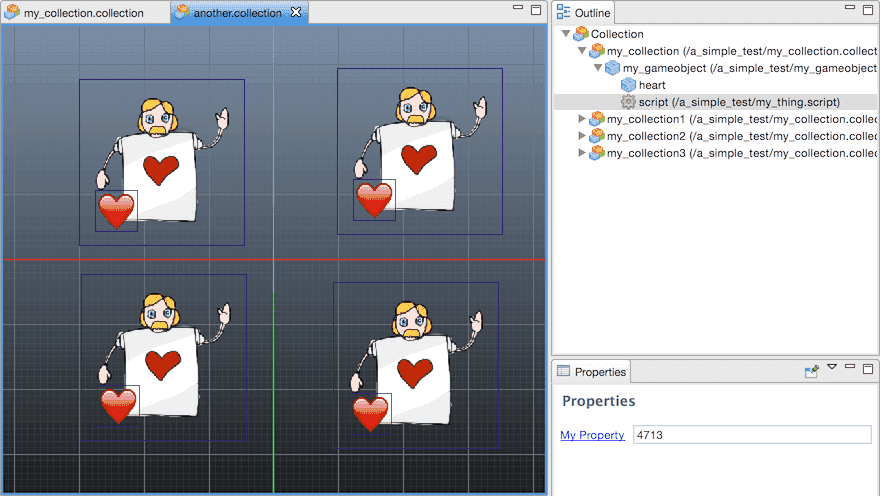 my_collection.collection
another.collection
Outline
Collection
my_collection (/a_simple_test/my_collection.collect
my_gameobject (/a_simple_test/my_gameobject
heart
script (/a_simple_test/my_thing.script)
my_collection1 (/a_simple_test/my_collection.collec
my_collection2 (/a_simple_test/my_collection.collec
my_collection3 (/a_simple_test/my_collection.collec
Properties
Properties
My Property
4713